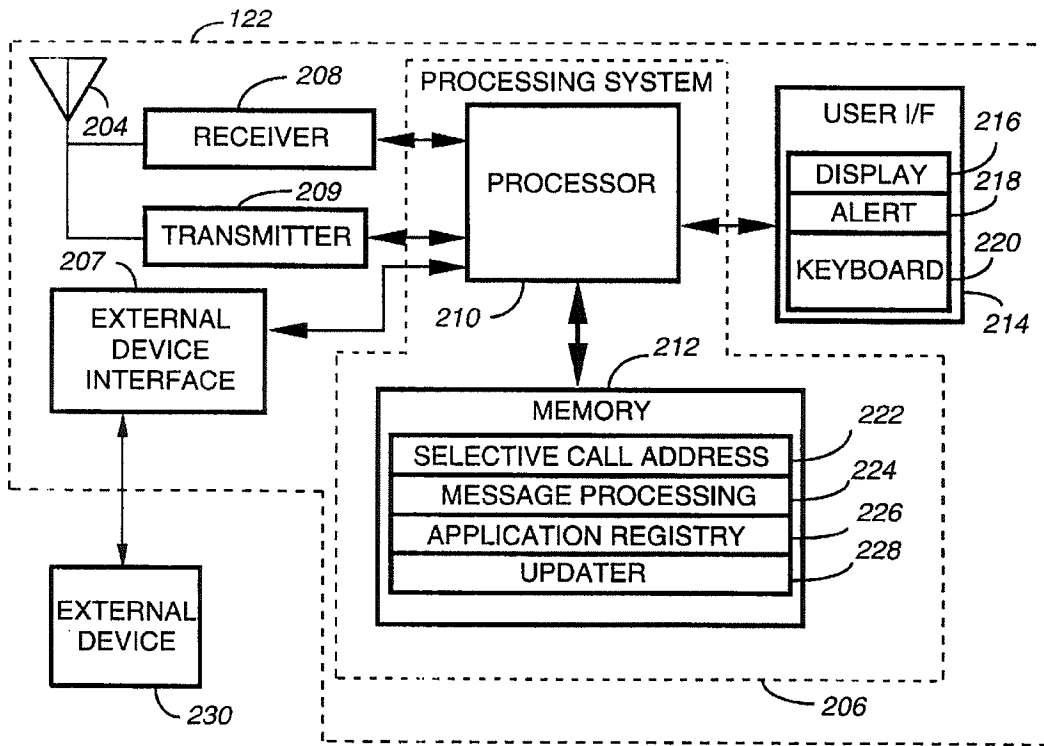 122
204
208
RECEIVER
209
TRANSMITTER
207
EXTERNAL
DEVICE
INTERFACE
PROCESSING SYSTEM
PROCESSOR
210
USER I/F
DISPLAY
216
ALERT
218
KEYBOARD
220
214
212
MEMORY
SELECTIVE CALL ADDRESS
222
MESSAGE PROCESSING
224
APPLICATION REGISTRY
226
UPDATER
228
206
EXTERNAL
DEVICE
230